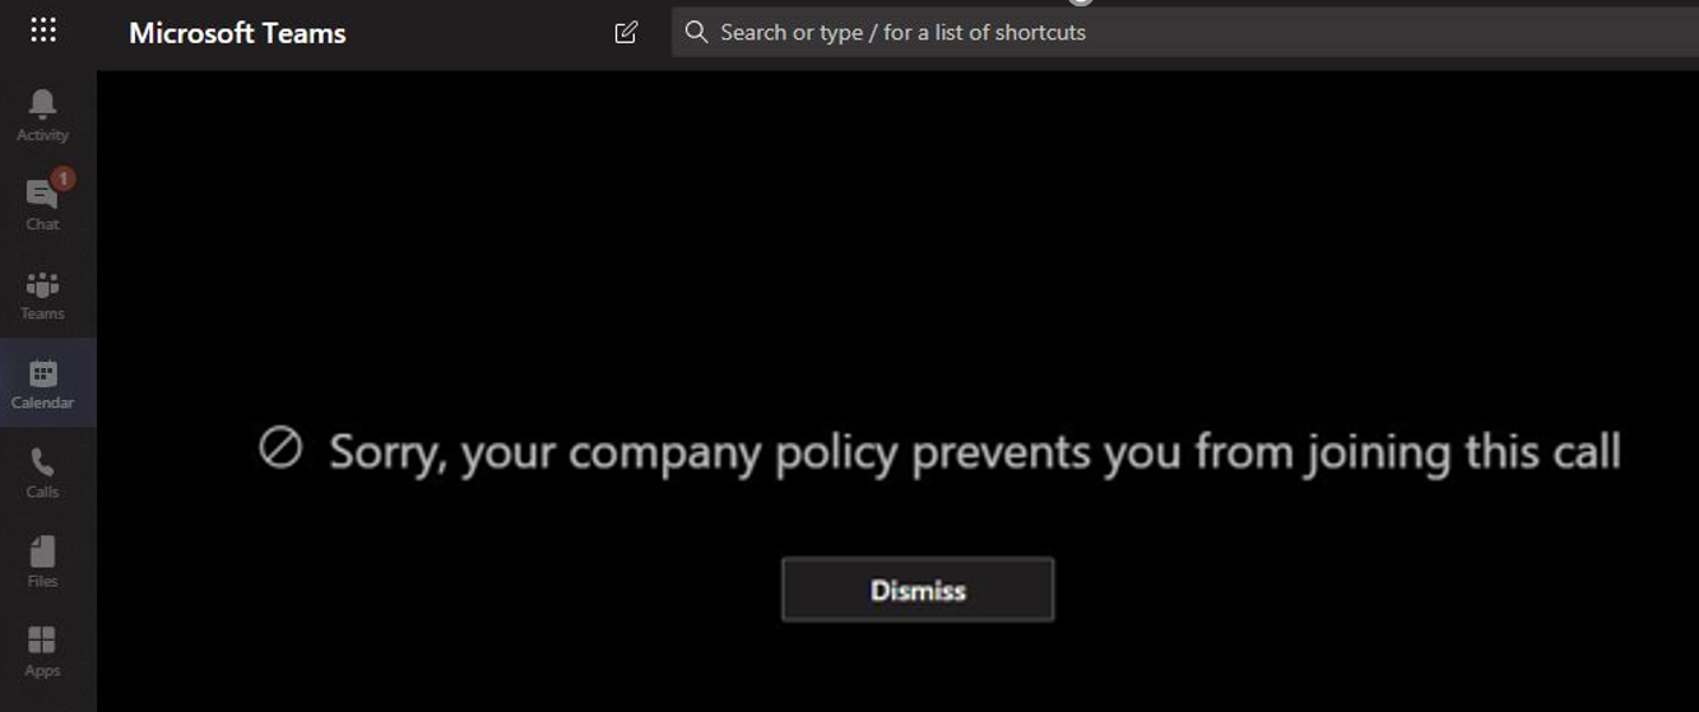 Microsoft Teams
Search or type / for a list of shortcuts
Activity
1
Chat
Teams
Calendar
Calls
Files
Apps
Sorry, your company policy prevents you from joining this call
Dismiss